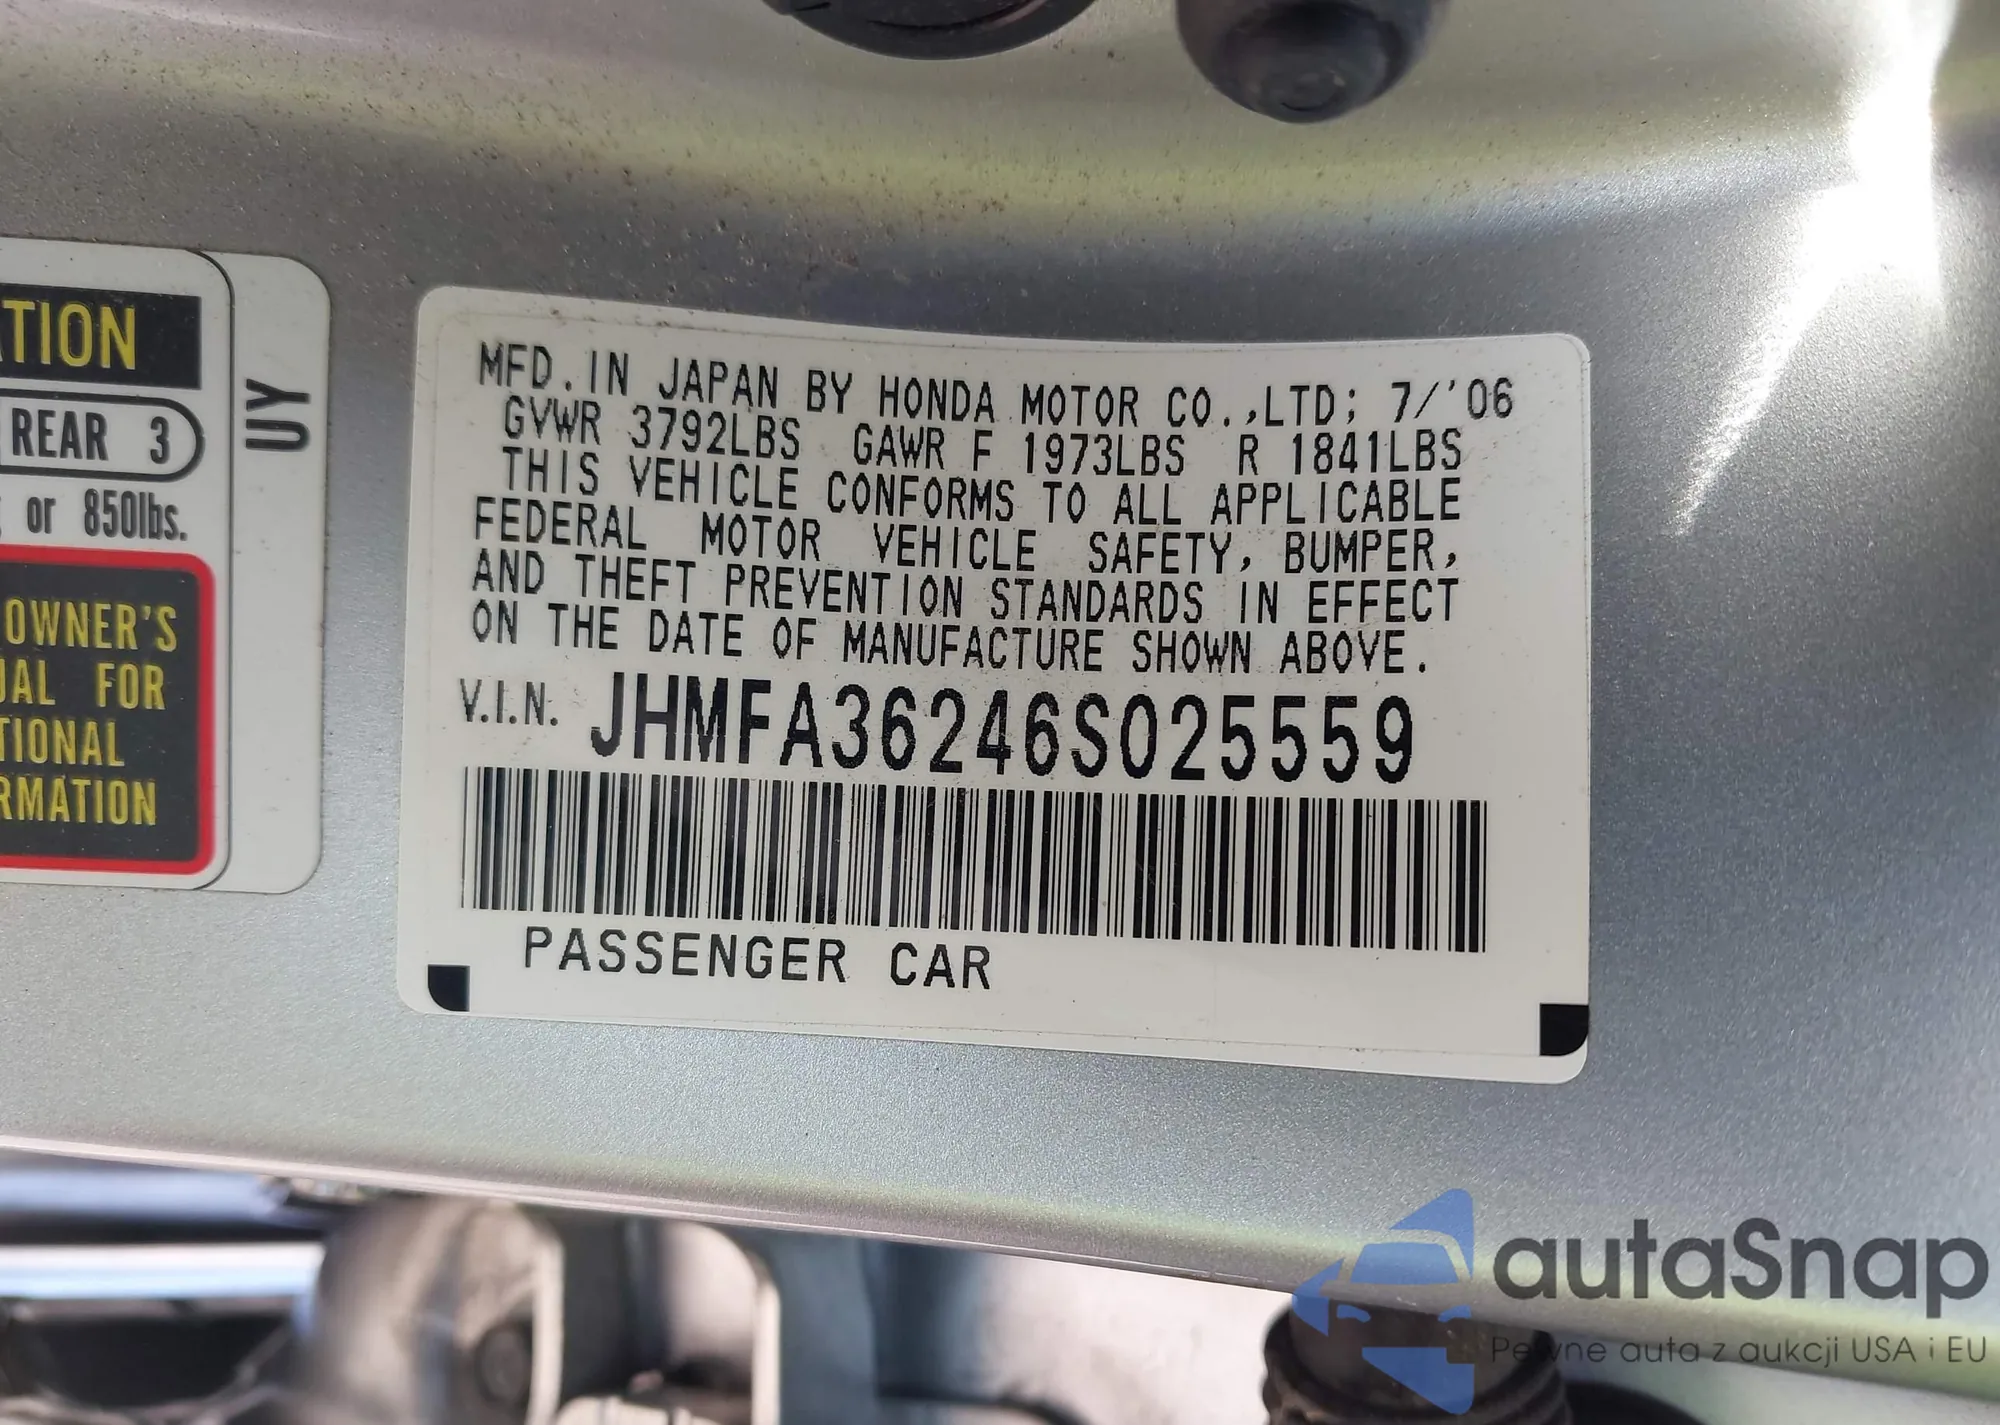 TION
REAR 3
or 850lbs.
OWNER'S
UAL FOR
TIONAL
RMATION
UY
MFD. IN JAPAN BY HONDA MOTOR CO.,LTD; 7/'06
GVWR 3792LBS GAWR F 1973LBS R 1841LBS
THIS VEHICLE CONFORMS TO ALL APPLICABLE
FEDERAL MOTOR VEHICLE SAFETY, BUMPER,
AND THEFT PREVENTION STANDARDS IN EFFECT
ON THE DATE OF MANUFACTURE SHOWN ABOVE.
V.I.N. JHMFA36246S025559
PASSENGER CAR
autaSnap
Pewne auta z aukcji USA i EU